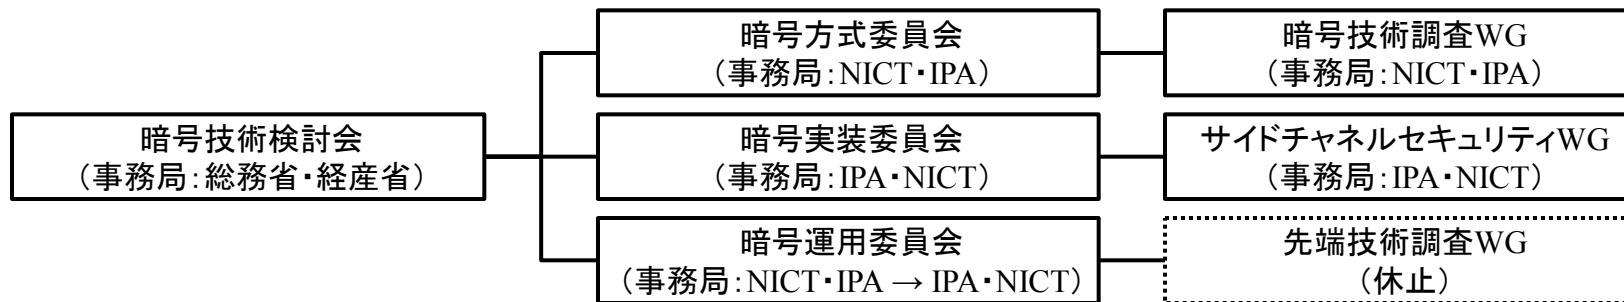 暗号方式委員会
（事務局：NICT・IPA）
暗号技術調査WG
（事務局：NICT・IPA）
暗号技術検討会
（事務局：総務省・経産省）
暗号実装委員会
（事務局：IPA・NICT）
サイドチャネルセキュリティWG
（事務局：IPA・NICT）
暗号運用委員会
（事務局：NICT・IPA → IPA・NICT）
先端技術調査WG
（休止）